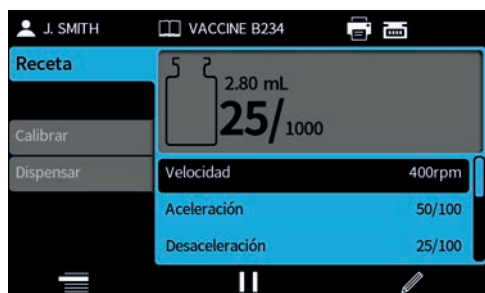 J. SMITH VACCINE B234
Receta
2.80 mL
25/1000
Calibrar
Dispensar
Velocidad 400rpm
Aceleración 50/100
Desaceleración 25/100